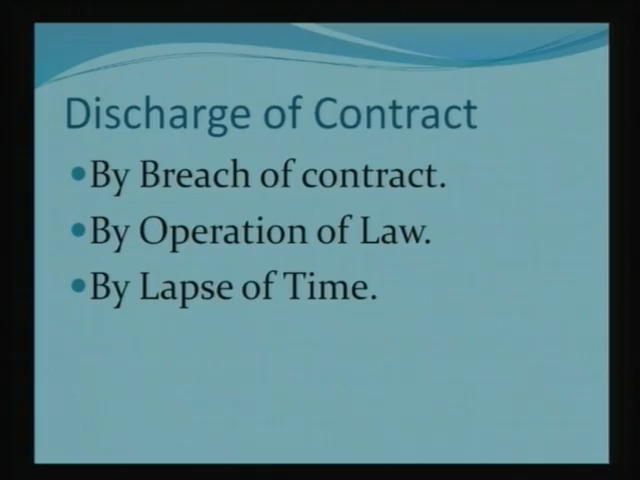 Discharge of Contract
By Breach of contract.
By Operation of Law.
By Lapse of Time.